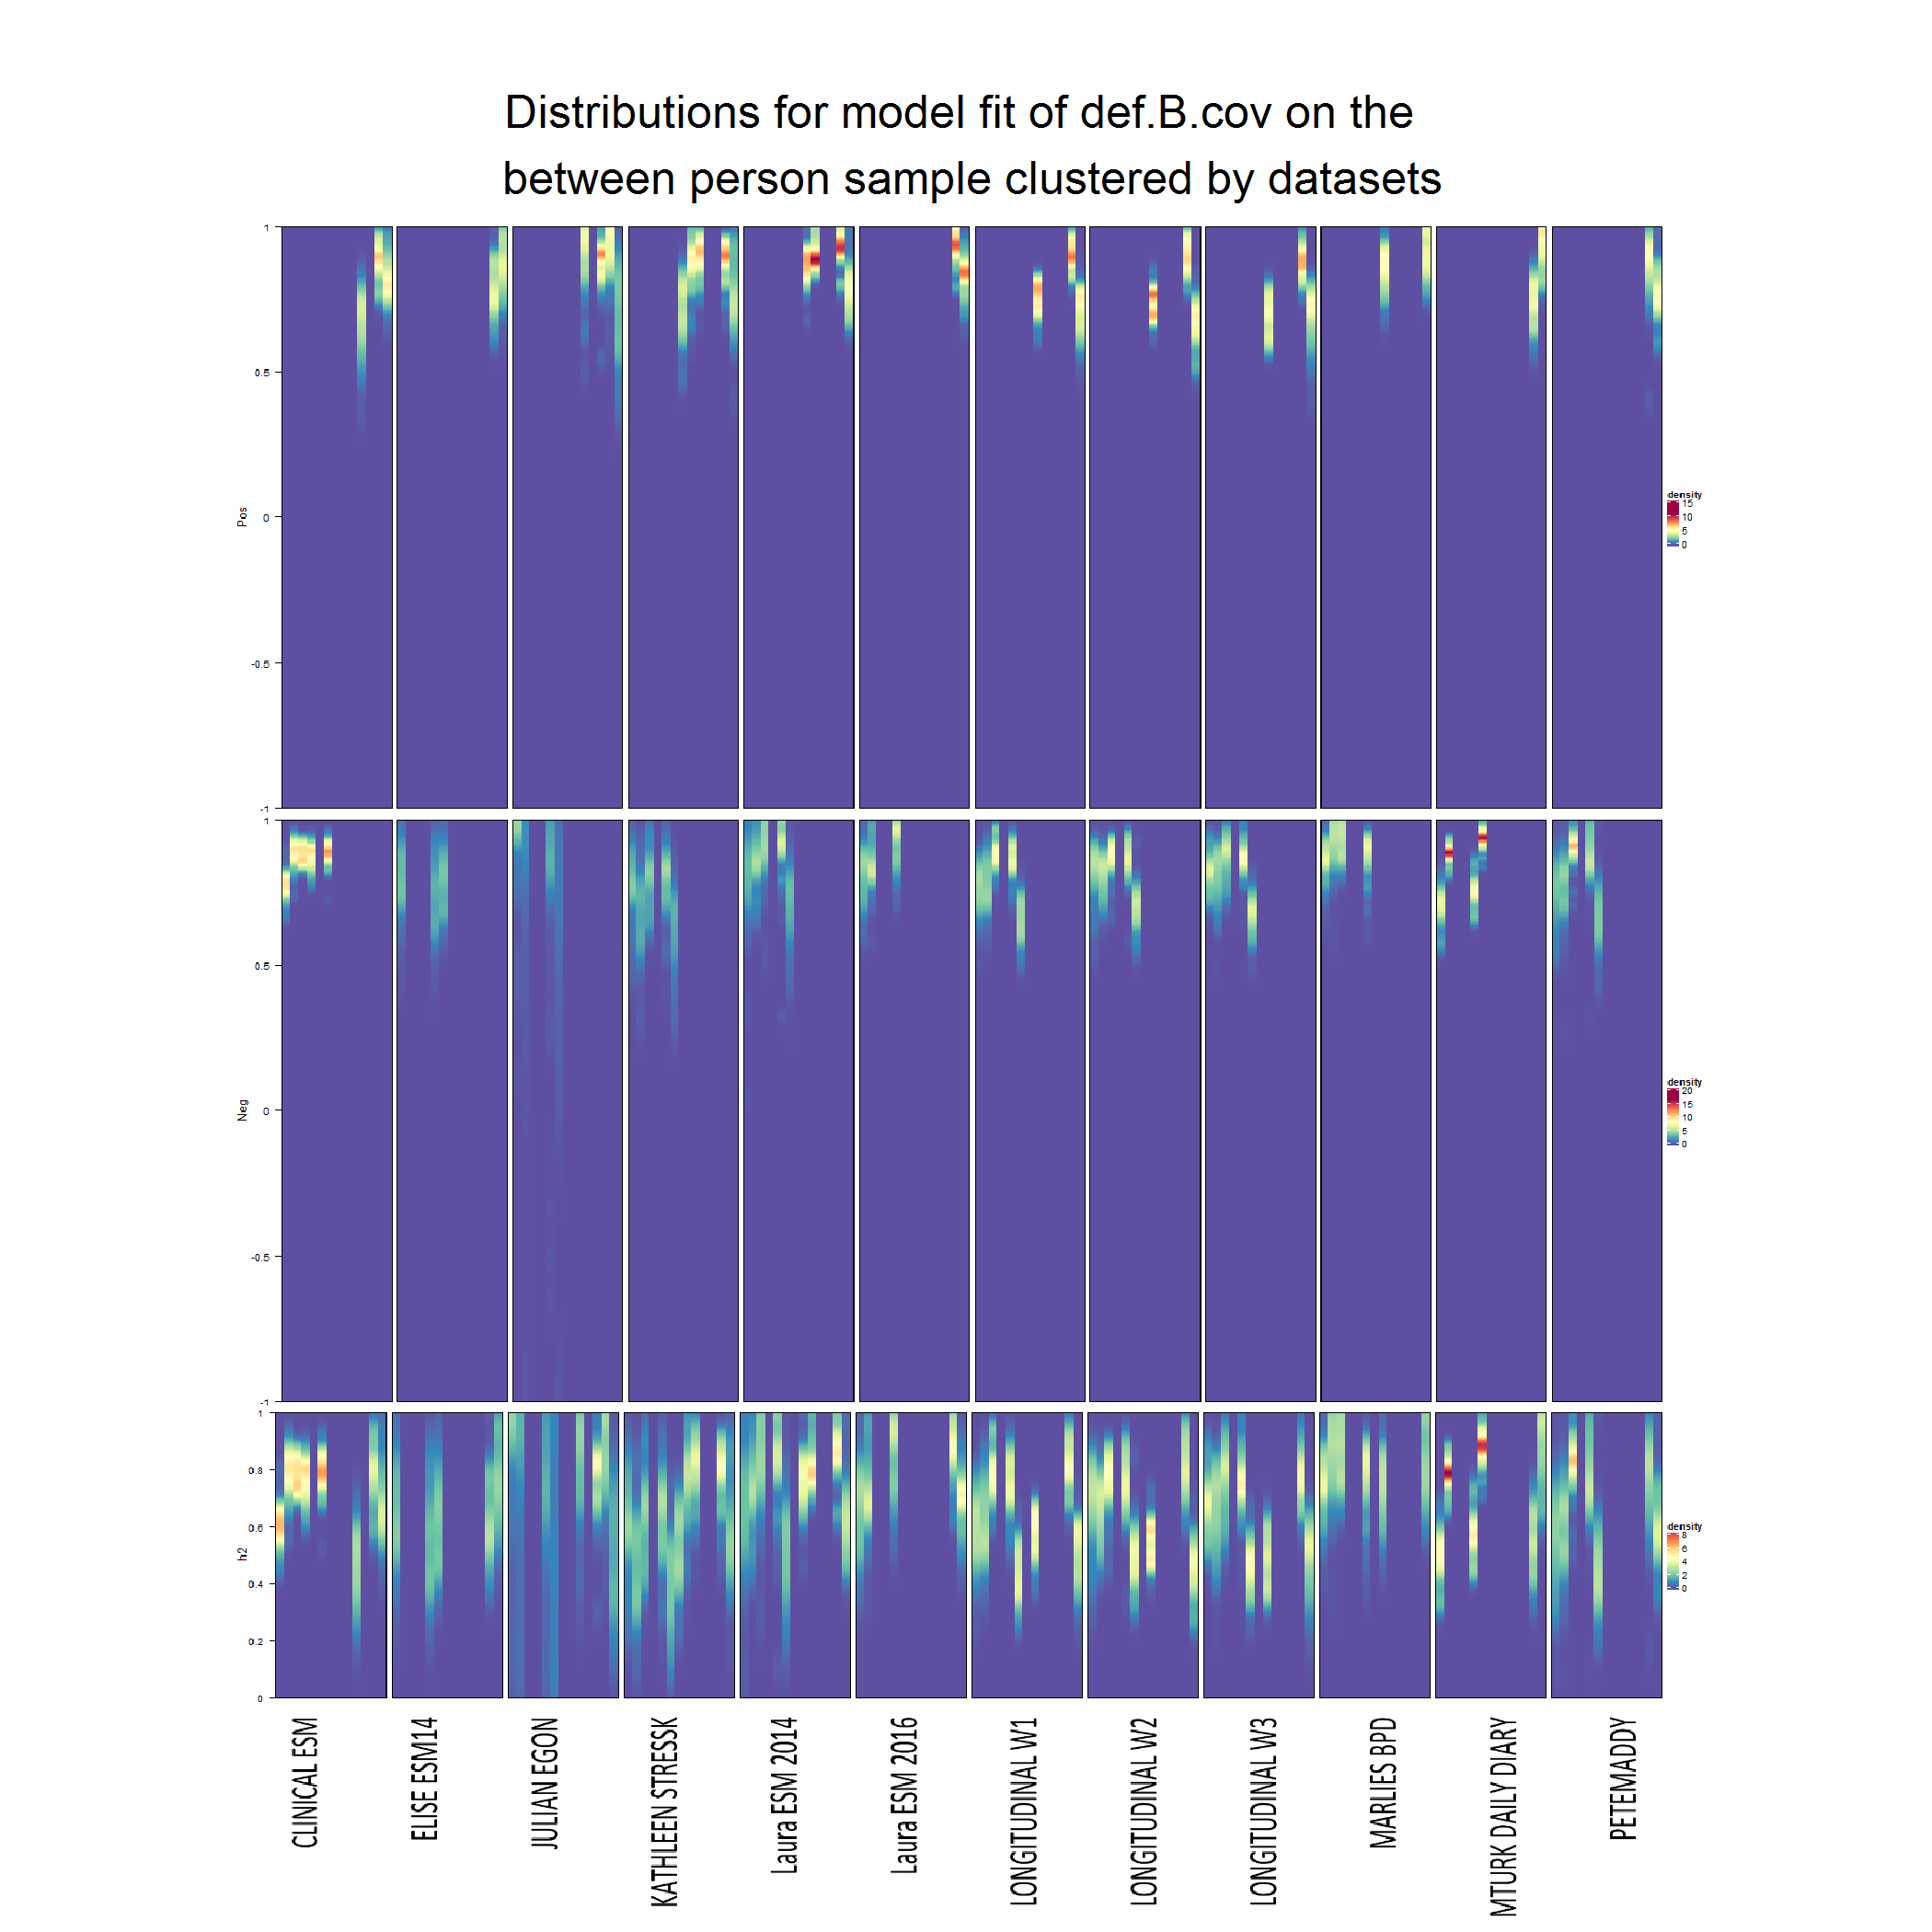 Distributions for model fit of def.B.cov on the
between person sample clustered by datasets
1
0.5
0
-0.5
-1
Pos
density
15
10
5
0
1
0.5
0
-0.5
-1
Neg
density
20
15
10
5
0
1
0.8
0.6
0.4
0.2
0
h2
density
8
6
4
2
0
CLINICAL ESM
ELISE ESM14
JULIAN EGON
KATHLEEN STRESSK
Laura ESM 2014
Laura ESM 2016
LONGITUDINAL W1
LONGITUDINAL W2
LONGITUDINAL W3
MARLIES BPD
MTURK DAILY DIARY
PETEMADDY